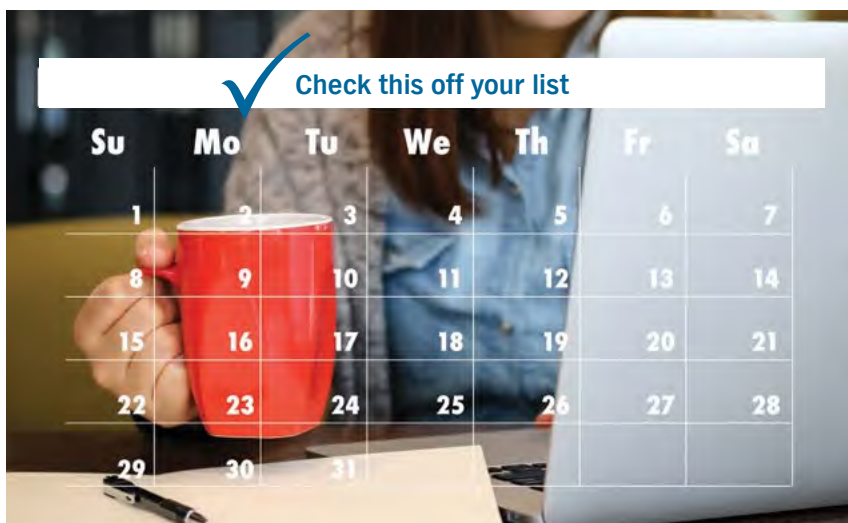 Check this off your list
Su Mo Tu We Th Fr Sa
1 2 3 4 5 6 7
8 9 10 11 12 13 14
15 16 17 18 19 20 21
22 23 24 25 26 27 28
29 30 31